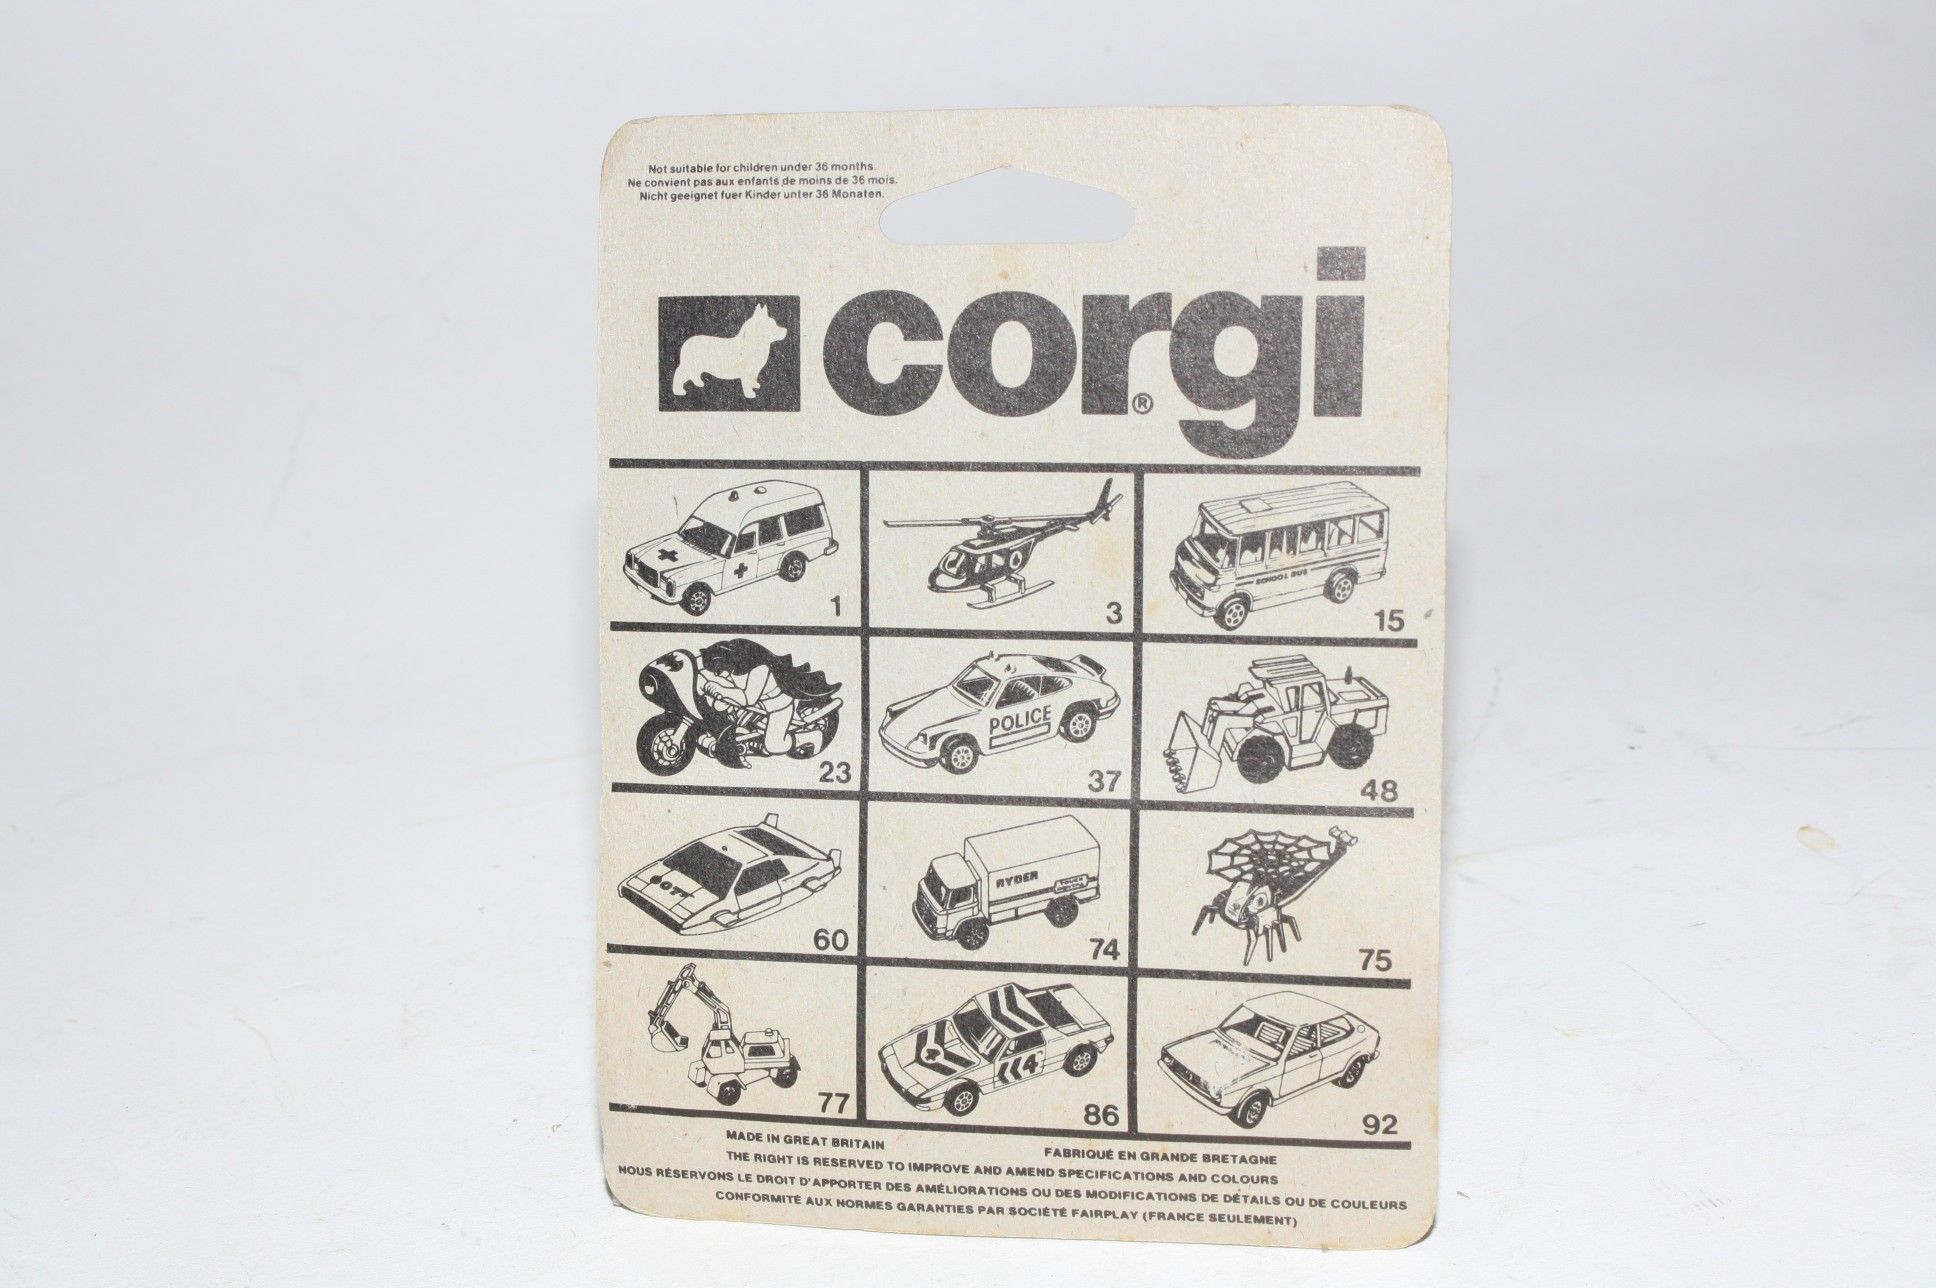 Not suitable for children under 36 months.
Ne convient pas aux enfants de moins de 36 mois.
Nicht geeignet fuer Kinder unter 36 Monaten.
corgi®
1
3
SCHOOL BUS
15
23
POLICE
37
48
60
RYDER
TRUCK
RENTAL
74
75
77
4
86
92
MADE IN GREAT BRITAIN
FABRIQUÉ EN GRANDE BRETAGNE
THE RIGHT IS RESERVED TO IMPROVE AND AMEND SPECIFICATIONS AND COLOURS
NOUS RÉSERVONS LE DROIT D'APPORTER DES AMÉLIORATIONS OU DES MODIFICATIONS DE DÉTAILS OU DE COULEURS
CONFORMITÉ AUX NORMES GARANTIES PAR SOCIÉTÉ FAIRPLAY (FRANCE SEULEMENT)